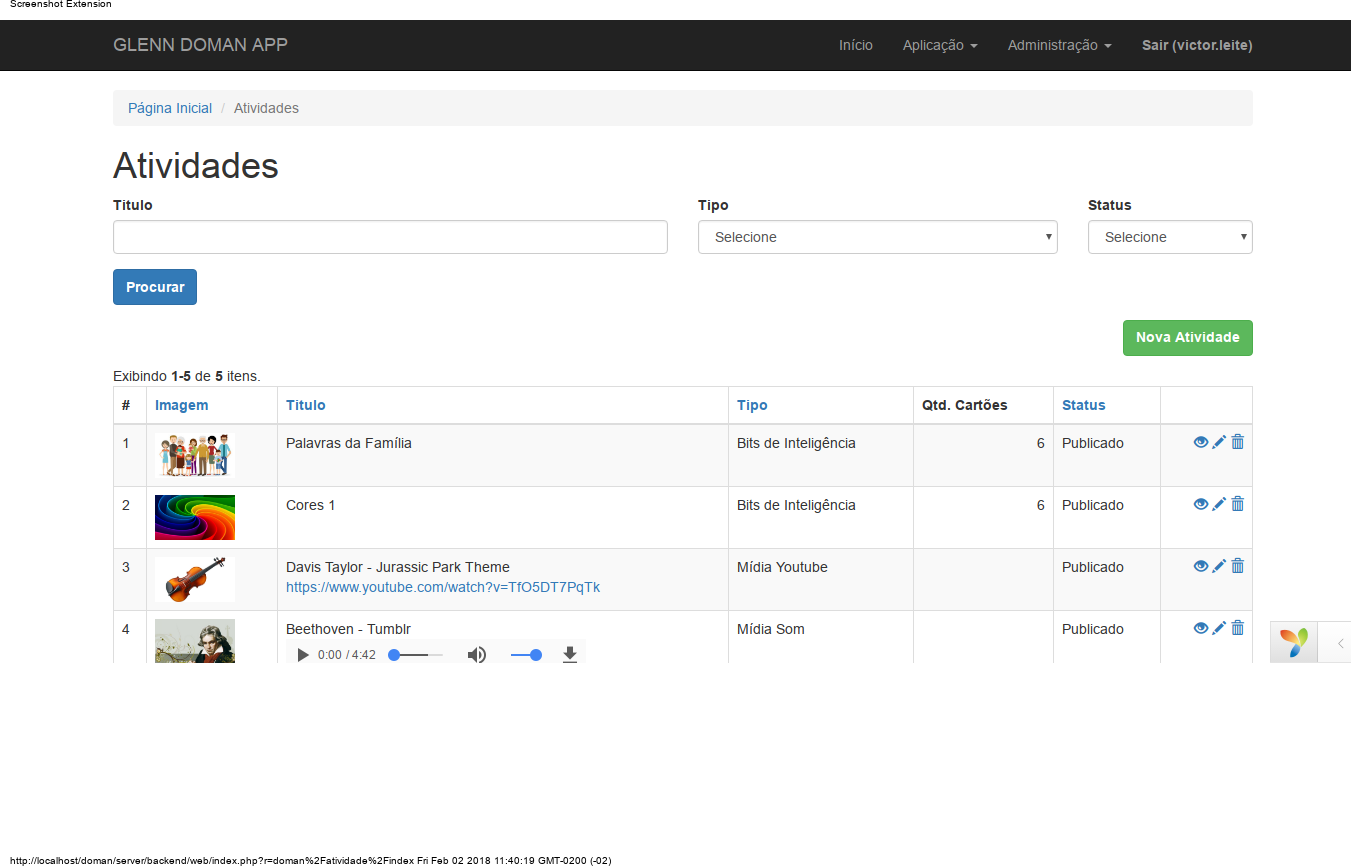 Screenshot Extension
GLENN DOMAN APP Início Aplicação Administração Sair (victor.leite)
Página Inicial / Atividades
Atividades
Titulo Tipo Status
Selecione Selecione
Procurar
Nova Atividade
Exibindo 1-5 de 5 itens.
# Imagem Titulo Tipo Qtd. Cartões Status
1 Palavras da Família Bits de Inteligência 6 Publicado
2 Cores 1 Bits de Inteligência 6 Publicado
3 Davis Taylor - Jurassic Park Theme Mídia Youtube Publicado
https://www.youtube.com/watch?v=TfO5DT7PqTk
4 Beethoven - Tumblr Mídia Som Publicado
0:00 / 4:42
http://localhost/doman/server/backend/web/index.php?r=doman%2Fatividade%2Findex Fri Feb 02 2018 11:40:19 GMT-0200 (-02)